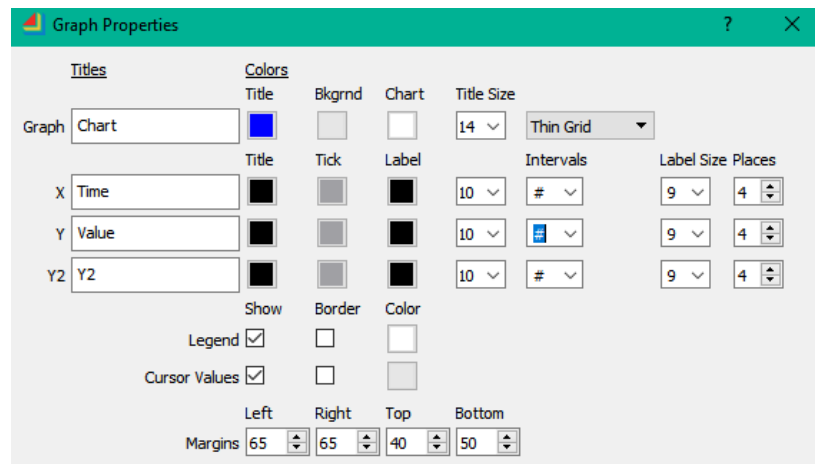 Graph Properties ? ×
Titles Colors
Title Bkgrnd Chart Title Size
Graph Chart 14 Thin Grid
Title Tick Label Intervals Label Size Places
X Time 10 # 9 4
Y Value 10 # 9 4
Y2 Y2 10 # 9 4
Show Border Color
Legend
Cursor Values
Left Right Top Bottom
Margins 65 65 40 50